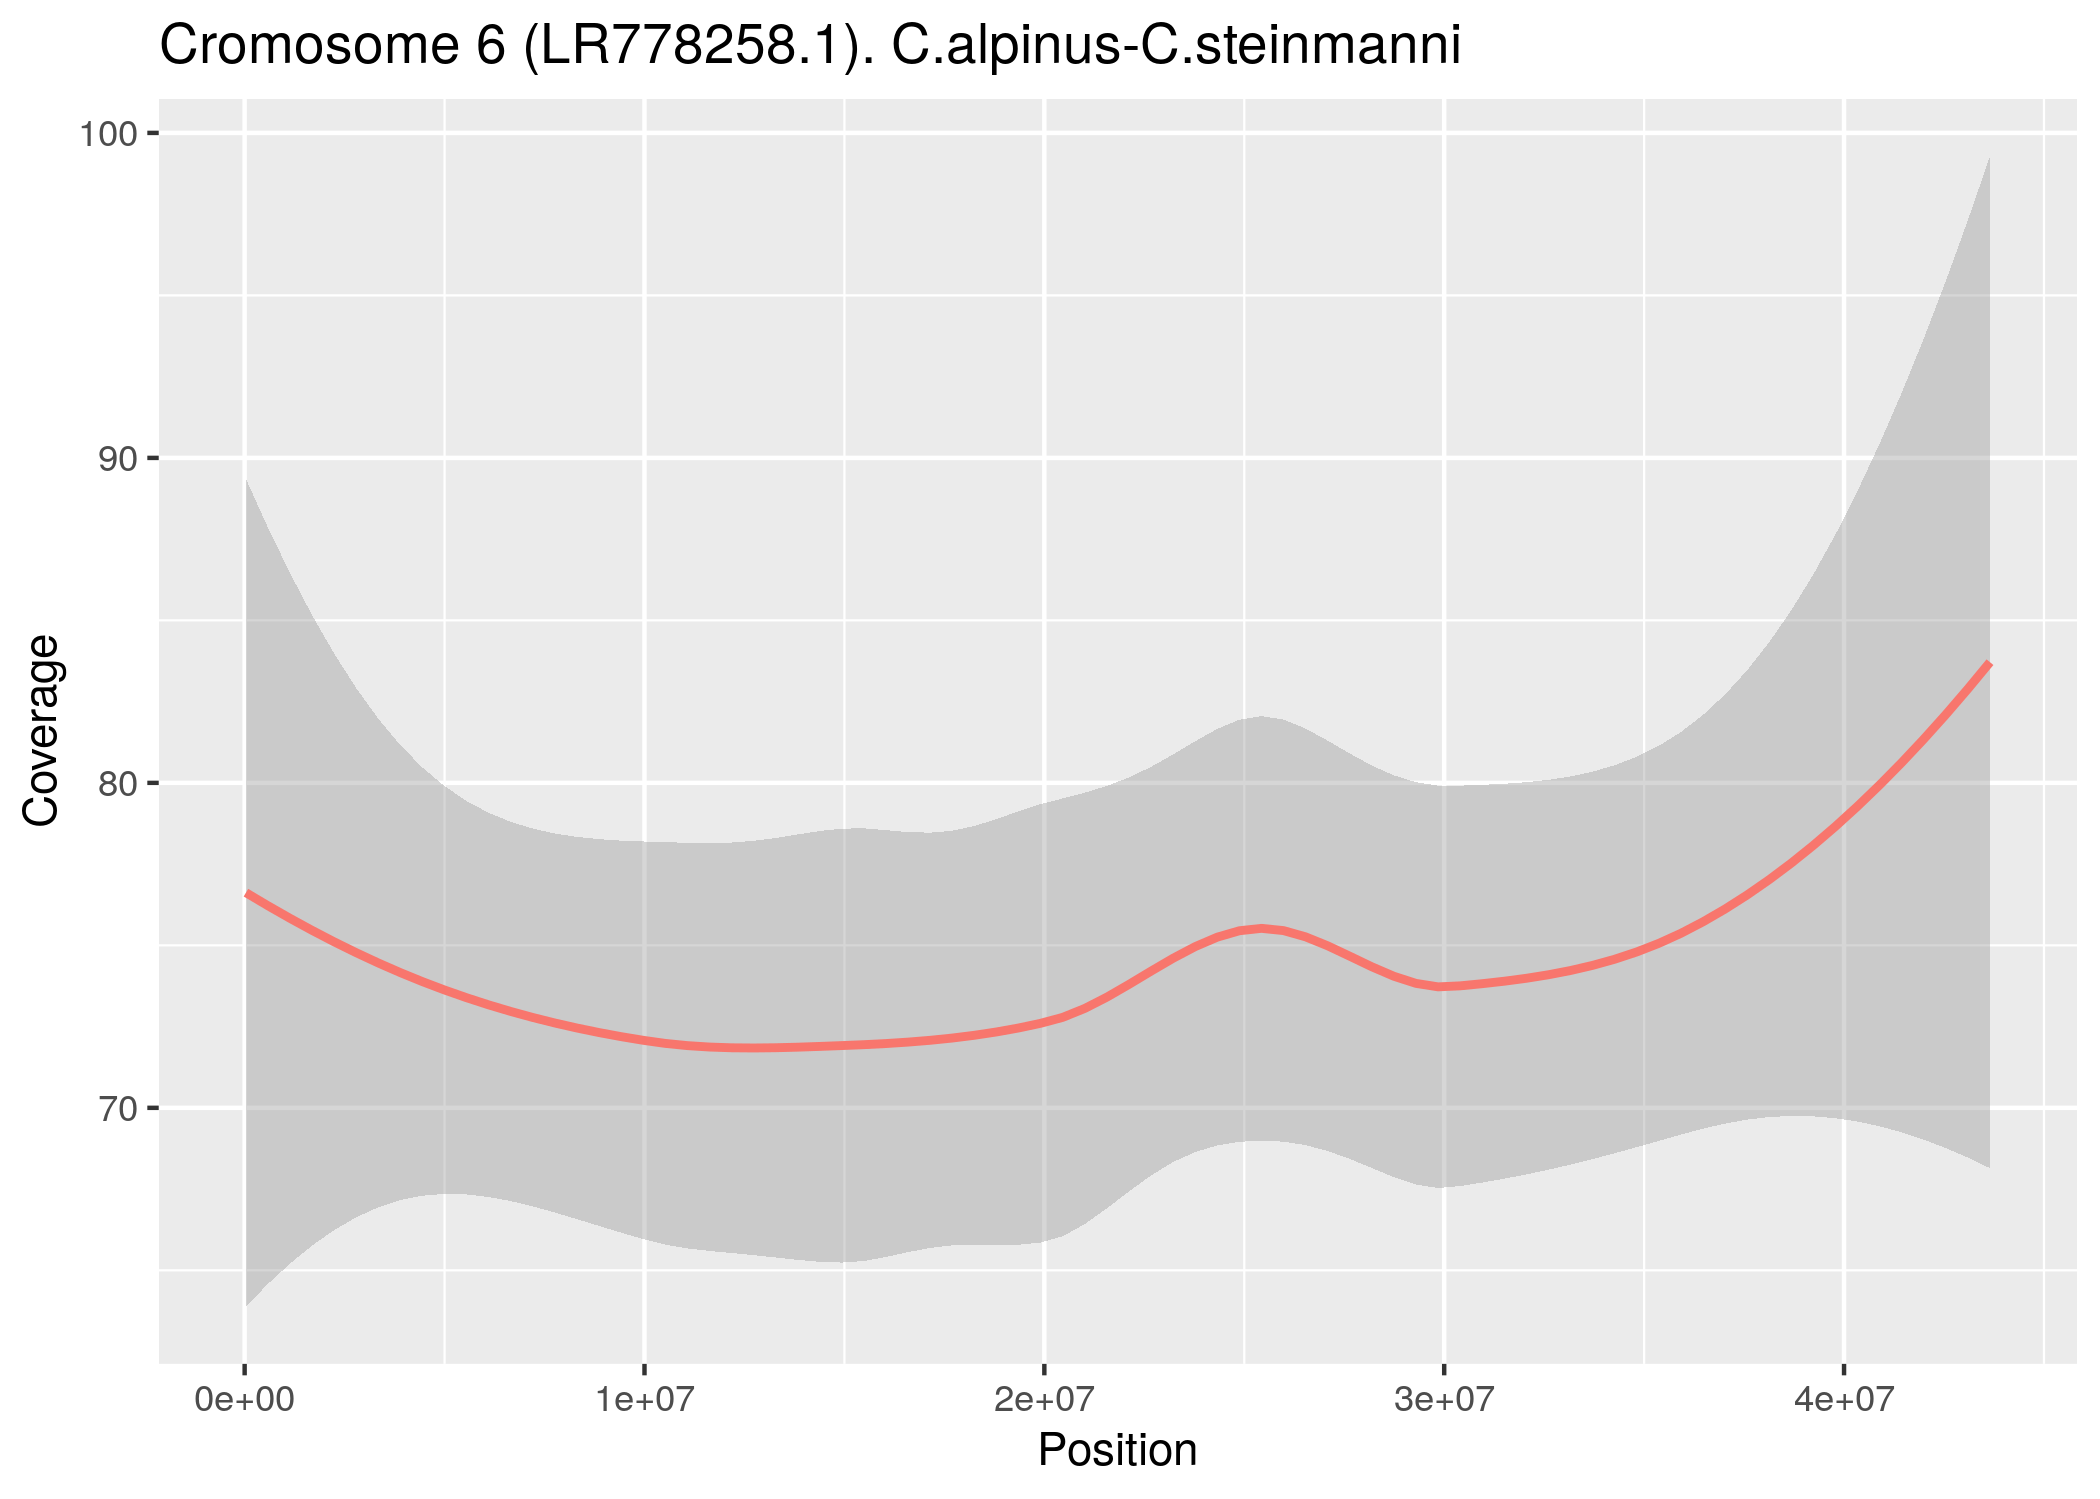 Cromosome 6 (LR778258.1). C.alpinus-C.steinmanni
100
90
80
70
Coverage
0e+00 1e+07 2e+07 3e+07 4e+07
Position